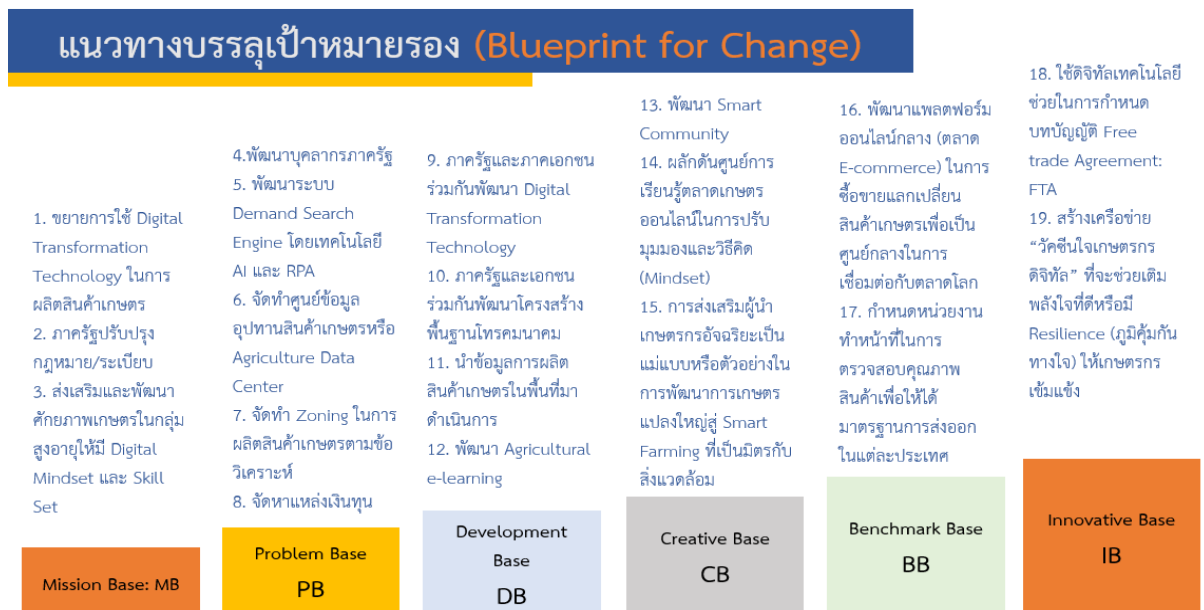 แนวทางบรรลุเป้าหมายรอง (Blueprint for Change)
1. ขยายการใช้ Digital
Transformation
Technology ในการ
ผลิตสินค้าเกษตร
2. ภาครัฐปรับปรุง
กฎหมาย/ระเบียบ
3. ส่งเสริมและพัฒนา
ศักยภาพเกษตรในกลุ่ม
สูงอายุให้มี Digital
Mindset และ Skill
Set
Mission Base: MB
4.พัฒนาบุคลากรภาครัฐ
5. พัฒนาระบบ
Demand Search
Engine โดยเทคโนโลยี
AI และ RPA
6. จัดทำศูนย์ข้อมูล
อุปทานสินค้าเกษตรหรือ
Agriculture Data
Center
7. จัดทำ Zoning ในการ
ผลิตสินค้าเกษตรตามข้อ
วิเคราะห์
8. จัดหาแหล่งเงินทุน
Problem Base
PB
9. ภาครัฐและภาคเอกชน
ร่วมกันพัฒนา Digital
Transformation
Technology
10. ภาครัฐและเอกชน
ร่วมกันพัฒนาโครงสร้าง
พื้นฐานโทรคมนาคม
11. นำข้อมูลการผลิต
สินค้าเกษตรในพื้นที่มา
ดำเนินการ
12. พัฒนา Agricultural
e-learning
Development
Base
DB
13. พัฒนา Smart
Community
14. ผลักดันศูนย์การ
เรียนรู้ตลาดเกษตร
ออนไลน์ในการปรับ
มุมมองและวิธีคิด
(Mindset)
15. การส่งเสริมผู้นำ
เกษตรกรอัจฉริยะเป็น
แม่แบบหรือตัวอย่างใน
การพัฒนาการเกษตร
แปลงใหญ่สู่ Smart
Farming ที่เป็นมิตรกับ
สิ่งแวดล้อม
Creative Base
CB
16. พัฒนาแพลตฟอร์ม
ออนไลน์กลาง (ตลาด
E-commerce) ในการ
ซื้อขายแลกเปลี่ยน
สินค้าเกษตรเพื่อเป็น
ศูนย์กลางในการ
เชื่อมต่อกับตลาดโลก
17. กำหนดหน่วยงาน
ทำหน้าที่ในการ
ตรวจสอบคุณภาพ
สินค้าเพื่อให้ได้
มาตรฐานการส่งออก
ในแต่ละประเทศ
Benchmark Base
BB
18. ใช้ดิจิทัลเทคโนโลยี
ช่วยในการกำหนด
บทบัญญัติ Free
trade Agreement:
FTA
19. สร้างเครือข่าย
“วัคซีนใจเกษตรกร
ดิจิทัล” ที่จะช่วยเติม
พลังใจที่ดีหรือมี
Resilience (ภูมิคุ้มกัน
ทางใจ) ให้เกษตรกร
เข้มแข็ง
Innovative Base
IB